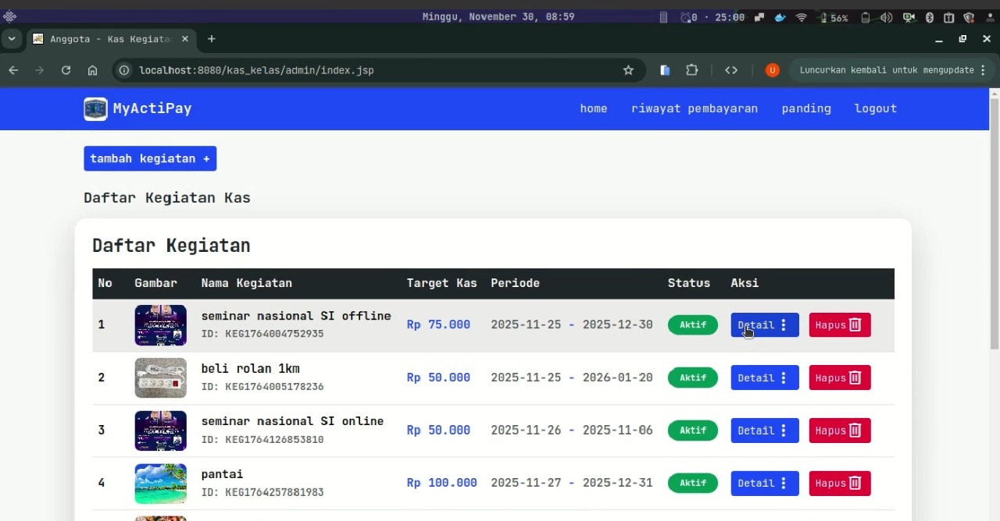 Minggu, November 30, 08:59
0 · 25:00
56%
Anggota - Kas Kegiata
localhost:8080/kas_kelas/admin/index.jsp
U
Luncurkan kembali untuk mengupdate
MyActiPay
home riwayat pembayaran panding logout
tambah kegiatan +
Daftar Kegiatan Kas
Daftar Kegiatan
No Gambar Nama Kegiatan Target Kas Periode Status Aksi
1 seminar nasional SI offline Rp 75.000 2025-11-25 - 2025-12-30 Aktif Detail Hapus
ID: KEG1764004752935
2 beli rolan 1km Rp 50.000 2025-11-25 - 2026-01-20 Aktif Detail Hapus
ID: KEG1764005178236
3 seminar nasional SI online Rp 50.000 2025-11-26 - 2025-11-06 Aktif Detail Hapus
ID: KEG1764126853810
4 pantai Rp 100.000 2025-11-27 - 2025-12-31 Aktif Detail Hapus
ID: KEG1764257881983